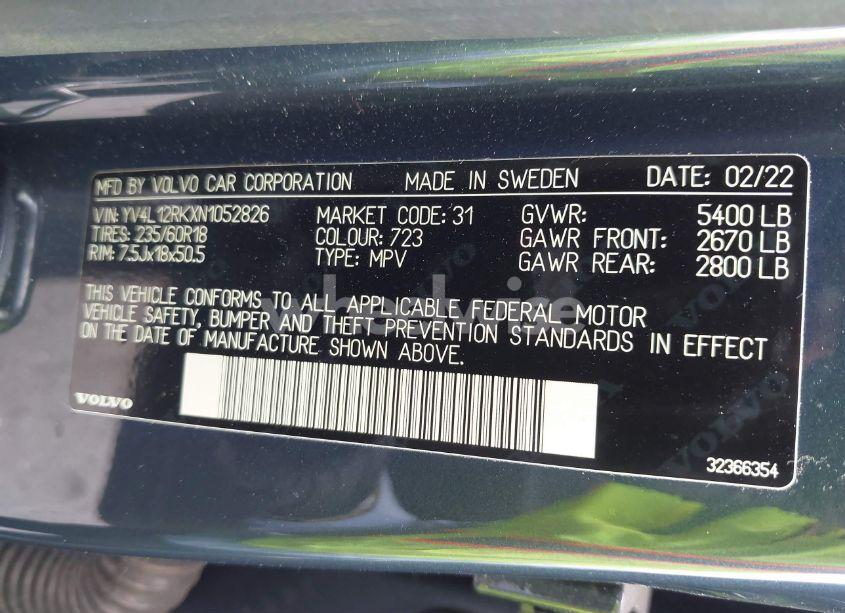 MFD BY VOLVO CAR CORPORATION MADE IN SWEDEN DATE: 02/22
VIN: YV4L12RKXN1052826 MARKET CODE: 31 GVWR: 5400 LB
TIRES: 235/60R18 COLOUR: 723 GAWR FRONT: 2670 LB
RIM: 7.5Jx18x50.5 TYPE: MPV GAWR REAR: 2800 LB
THIS VEHICLE CONFORMS TO ALL APPLICABLE FEDERAL MOTOR
VEHICLE SAFETY, BUMPER AND THEFT PREVENTION STANDARDS IN EFFECT
ON THE DATE OF MANUFACTURE SHOWN ABOVE.
VOLVO
32366354
VOLVO
VOLVO
VOLVO